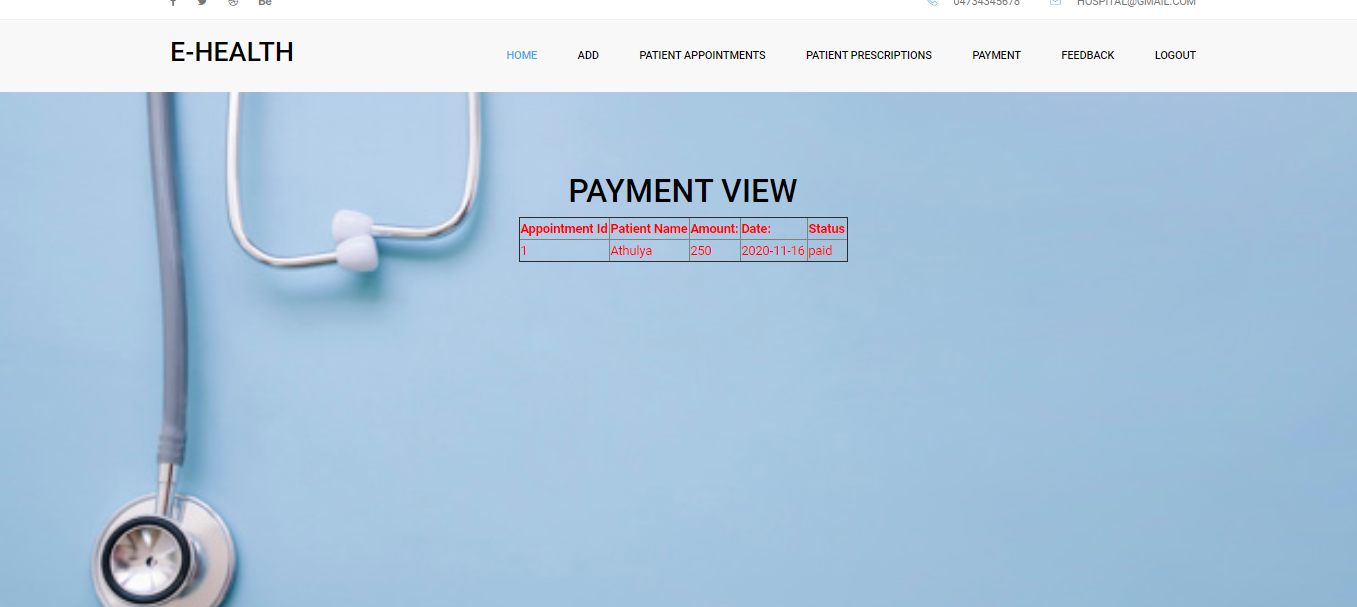 Be 04734345678 HOSPITAL@GMAIL.COM
E-HEALTH HOME ADD PATIENT APPOINTMENTS PATIENT PRESCRIPTIONS PAYMENT FEEDBACK LOGOUT
PAYMENT VIEW
Appointment Id Patient Name Amount: Date: Status
1 Athulya 250 2020-11-16 paid